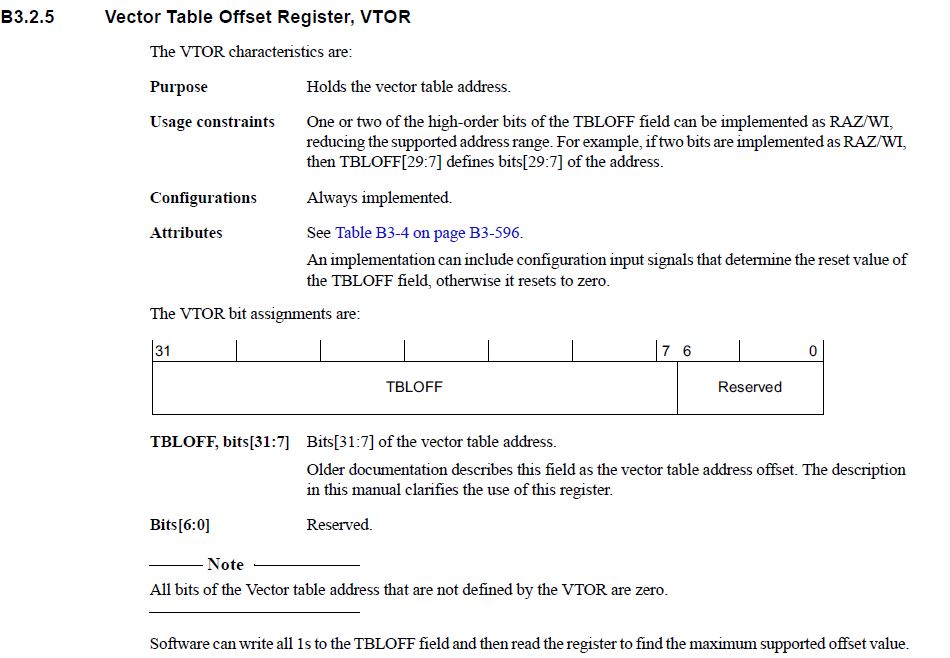 B3.2.5 Vector Table Offset Register, VTOR
The VTOR characteristics are:
Purpose Holds the vector table address.
Usage constraints One or two of the high-order bits of the TBLOFF field can be implemented as RAZ/WI,
reducing the supported address range. For example, if two bits are implemented as RAZ/WI,
then TBLOFF[29:7] defines bits[29:7] of the address.
Configurations Always implemented.
Attributes See Table B3-4 on page B3-596.
An implementation can include configuration input signals that determine the reset value of
the TBLOFF field, otherwise it resets to zero.
The VTOR bit assignments are:
31 7 6 0
TBLOFF Reserved
TBLOFF, bits[31:7] Bits[31:7] of the vector table address.
Older documentation describes this field as the vector table address offset. The description
in this manual clarifies the use of this register.
Bits[6:0] Reserved.
Note
All bits of the Vector table address that are not defined by the VTOR are zero.
Software can write all 1s to the TBLOFF field and then read the register to find the maximum supported offset value.